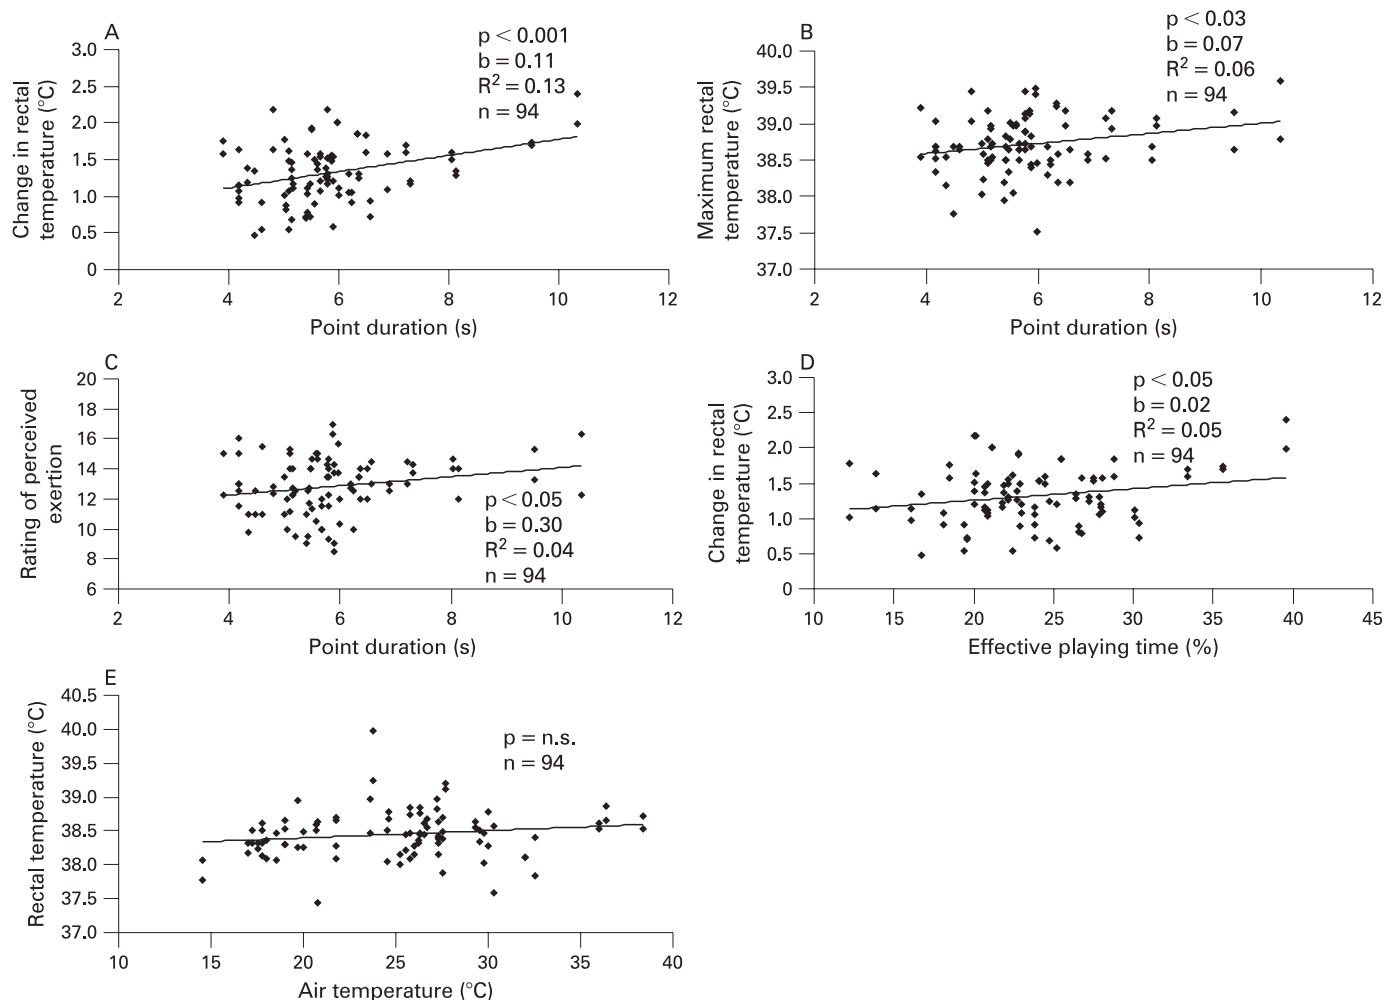 A
p < 0.001
b = 0.11
R² = 0.13
n = 94
Change in rectal
temperature (°C)
3.0
2.5
2.0
1.5
1.0
0.5
0
2 4 6 8 10 12
Point duration (s)
B
p < 0.03
b = 0.07
R² = 0.06
n = 94
Maximum rectal
temperature (°C)
40.0
39.5
39.0
38.5
38.0
37.5
37.0
2 4 6 8 10 12
Point duration (s)
C
Rating of perceived
exertion
20
18
16
14
12
10
8
6
p < 0.05
b = 0.30
R² = 0.04
n = 94
2 4 6 8 10 12
Point duration (s)
D
p < 0.05
b = 0.02
R² = 0.05
n = 94
Change in rectal
temperature (°C)
3.0
2.5
2.0
1.5
1.0
0.5
0
10 15 20 25 30 35 40 45
Effective playing time (%)
E
p = n.s.
n = 94
Rectal temperature (°C)
40.5
40.0
39.5
39.0
38.5
38.0
37.5
37.0
10 15 20 25 30 35 40
Air temperature (°C)